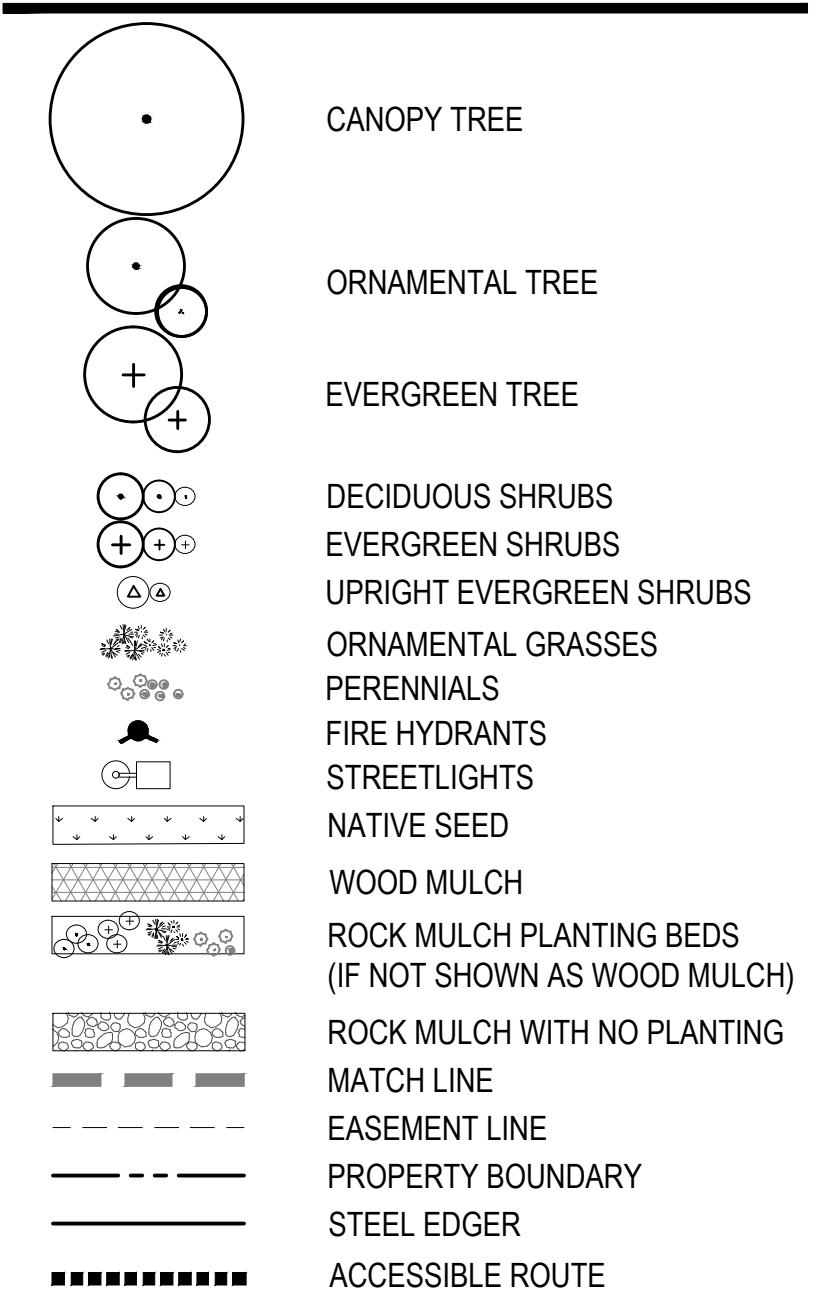 CANOPY TREE
ORNAMENTAL TREE
EVERGREEN TREE
DECIDUOUS SHRUBS
EVERGREEN SHRUBS
UPRIGHT EVERGREEN SHRUBS
ORNAMENTAL GRASSES
PERENNIALS
FIRE HYDRANTS
STREETLIGHTS
NATIVE SEED
WOOD MULCH
ROCK MULCH PLANTING BEDS
(IF NOT SHOWN AS WOOD MULCH)
ROCK MULCH WITH NO PLANTING
MATCH LINE
EASEMENT LINE
PROPERTY BOUNDARY
STEEL EDGER
ACCESSIBLE ROUTE